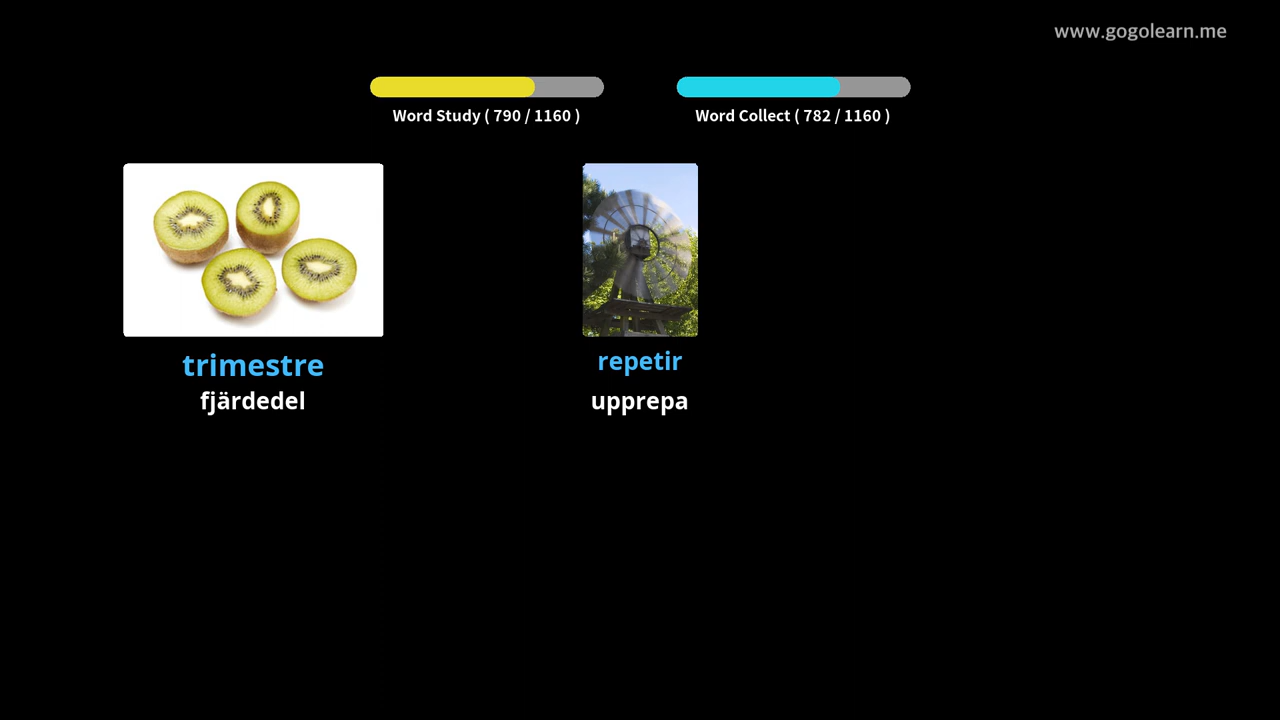 www.gogolearn.me
Word Study ( 790 / 1160 )
Word Collect ( 782 / 1160 )
trimestre
fjärdedel
repetir
upprepa